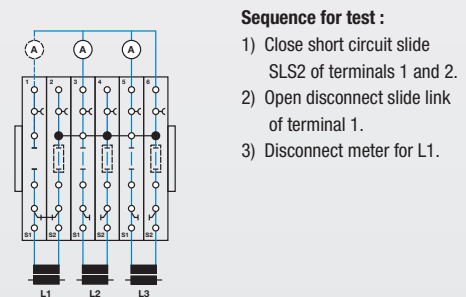 Sequence for test :
1) Close short circuit slide
SLS2 of terminals 1 and 2.
2) Open disconnect slide link
of terminal 1.
3) Disconnect meter for L1.
A A A
1 2 3 4 5 6
S1 S2 S1 S2 S1 S2
L1 L2 L3